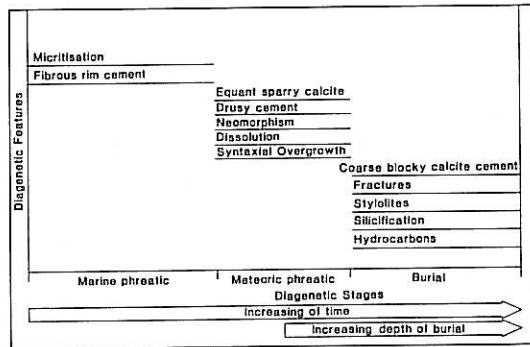 Diagenetic Features
Micritisation
Fibrous rim cement
Equant sparry calcite
Drusy cement
Neomorphism
Dissolution
Syntaxial Overgrowth
Coarse blocky calcite cement
Fractures
Stylolites
Silicification
Hydrocarbons
Marine phreatic
Meteoric phreatic
Burial
Diagenetic Stages
Increasing of time
Increasing depth of burial